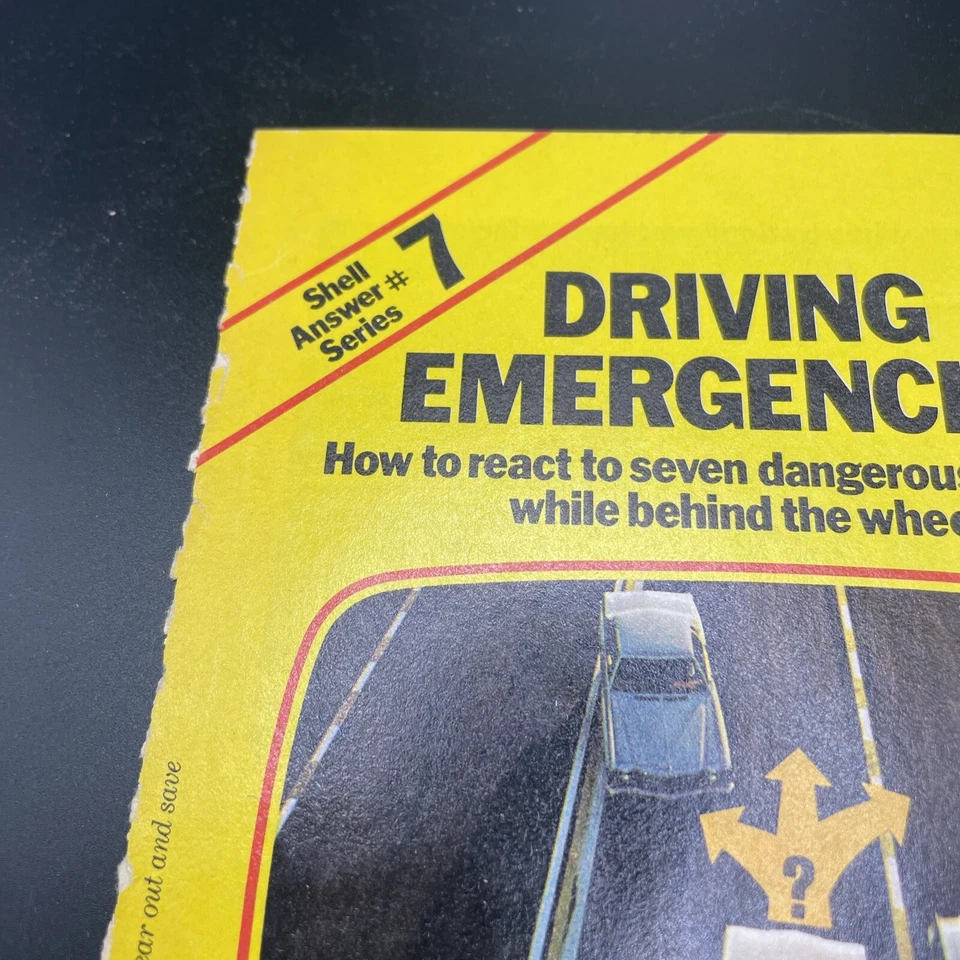 Shell
Answer #
Series
7
DRIVING
EMERGENC
How to react to seven dangerous
while behind the whee
ear out and save
?